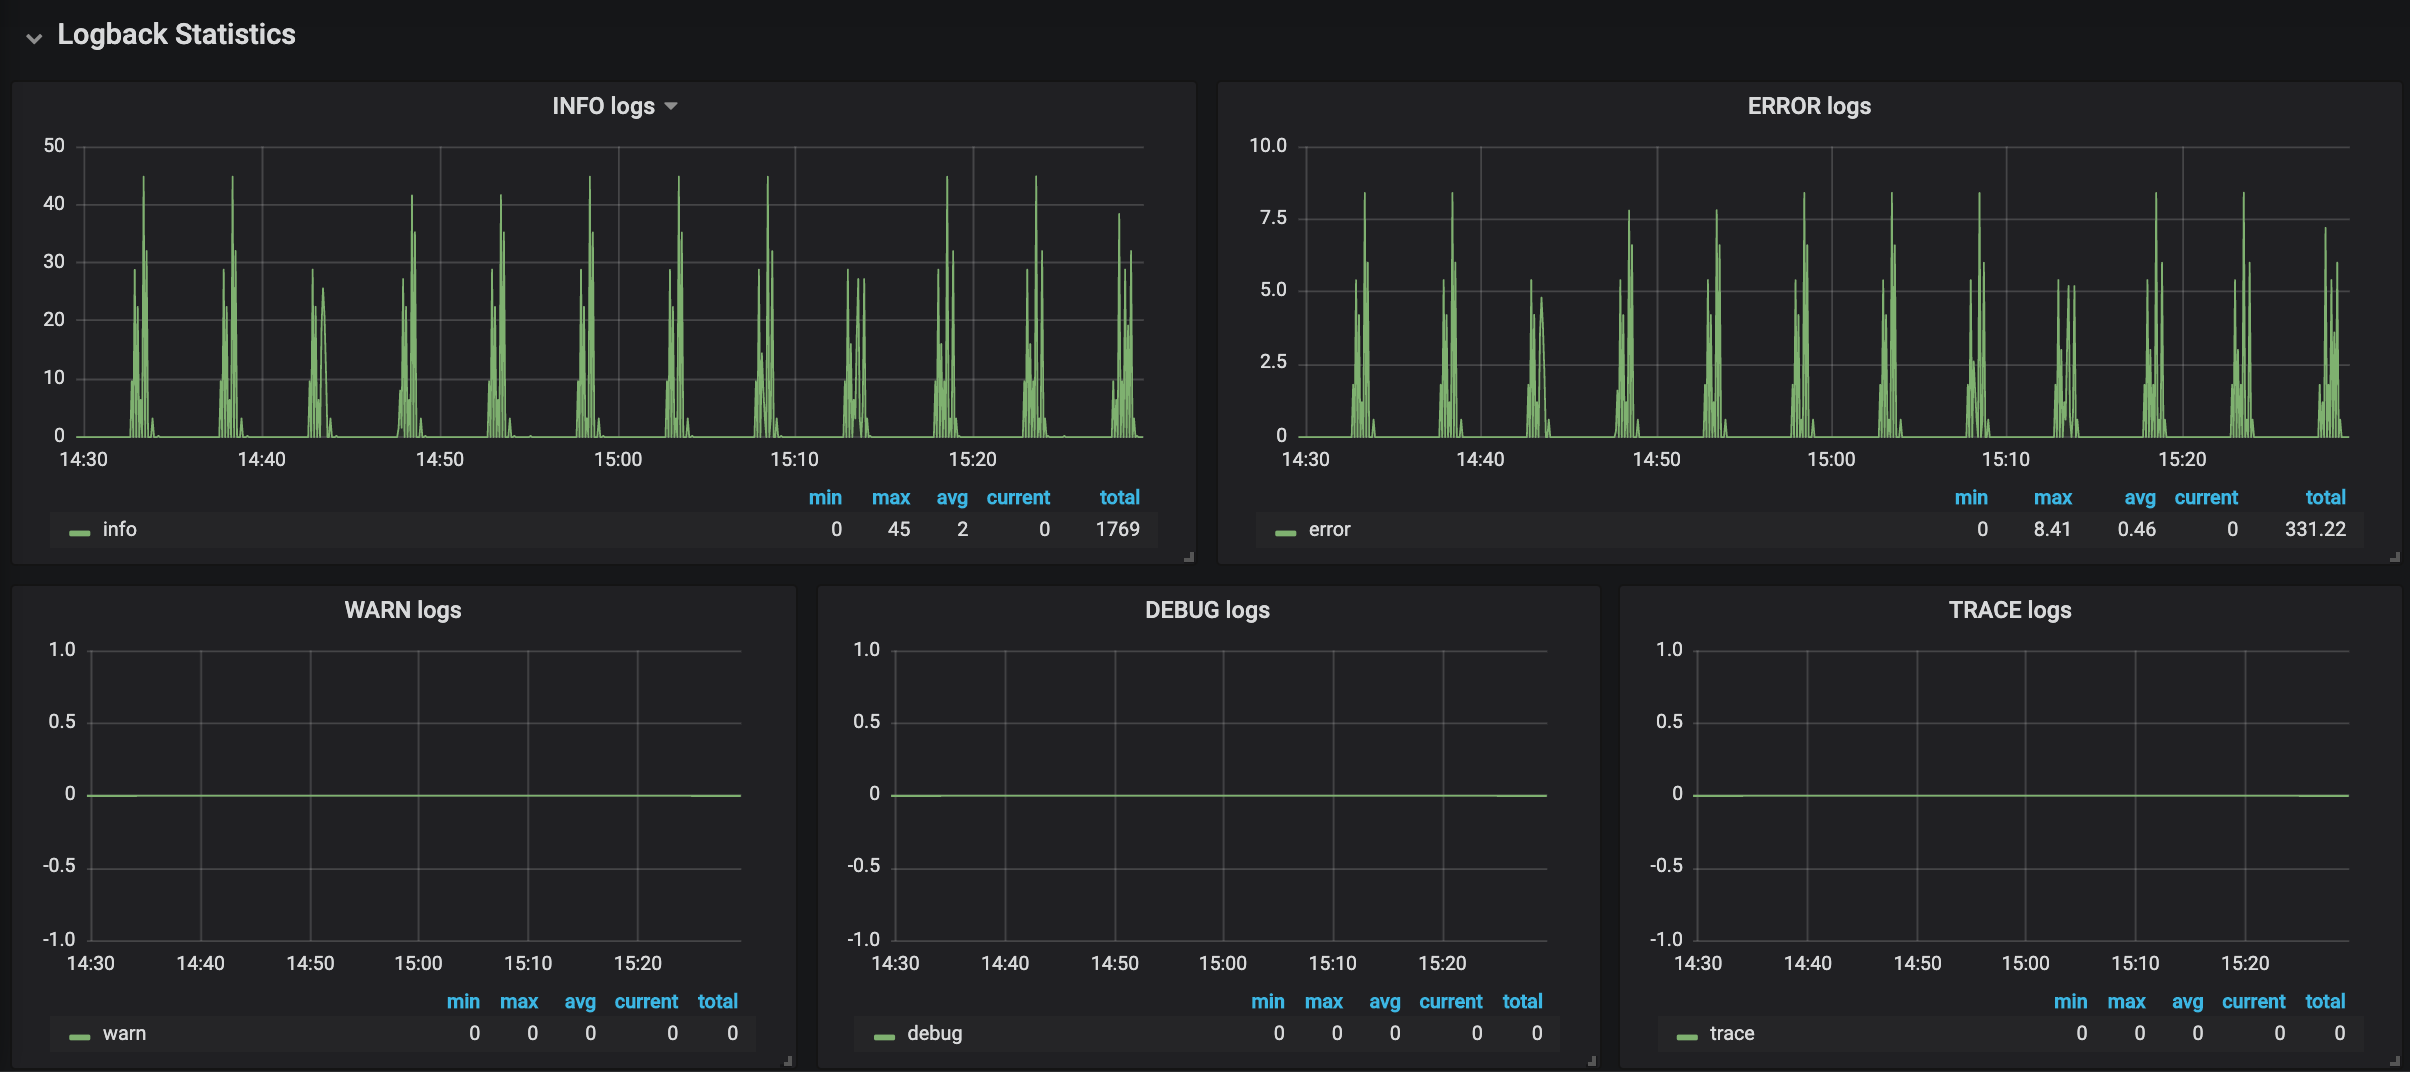 Logback Statistics
INFO logs
50
40
30
20
10
0
14:30 14:40 14:50 15:00 15:10 15:20
min max avg current total
info 0 45 2 0 1769
ERROR logs
10.0
7.5
5.0
2.5
0
14:30 14:40 14:50 15:00 15:10 15:20
min max avg current total
error 0 8.41 0.46 0 331.22
WARN logs
1.0
0.5
0
-0.5
-1.0
14:30 14:40 14:50 15:00 15:10 15:20
min max avg current total
warn 0 0 0 0 0
DEBUG logs
1.0
0.5
0
-0.5
-1.0
14:30 14:40 14:50 15:00 15:10 15:20
min max avg current total
debug 0 0 0 0 0
TRACE logs
1.0
0.5
0
-0.5
-1.0
14:30 14:40 14:50 15:00 15:10 15:20
min max avg current total
trace 0 0 0 0 0